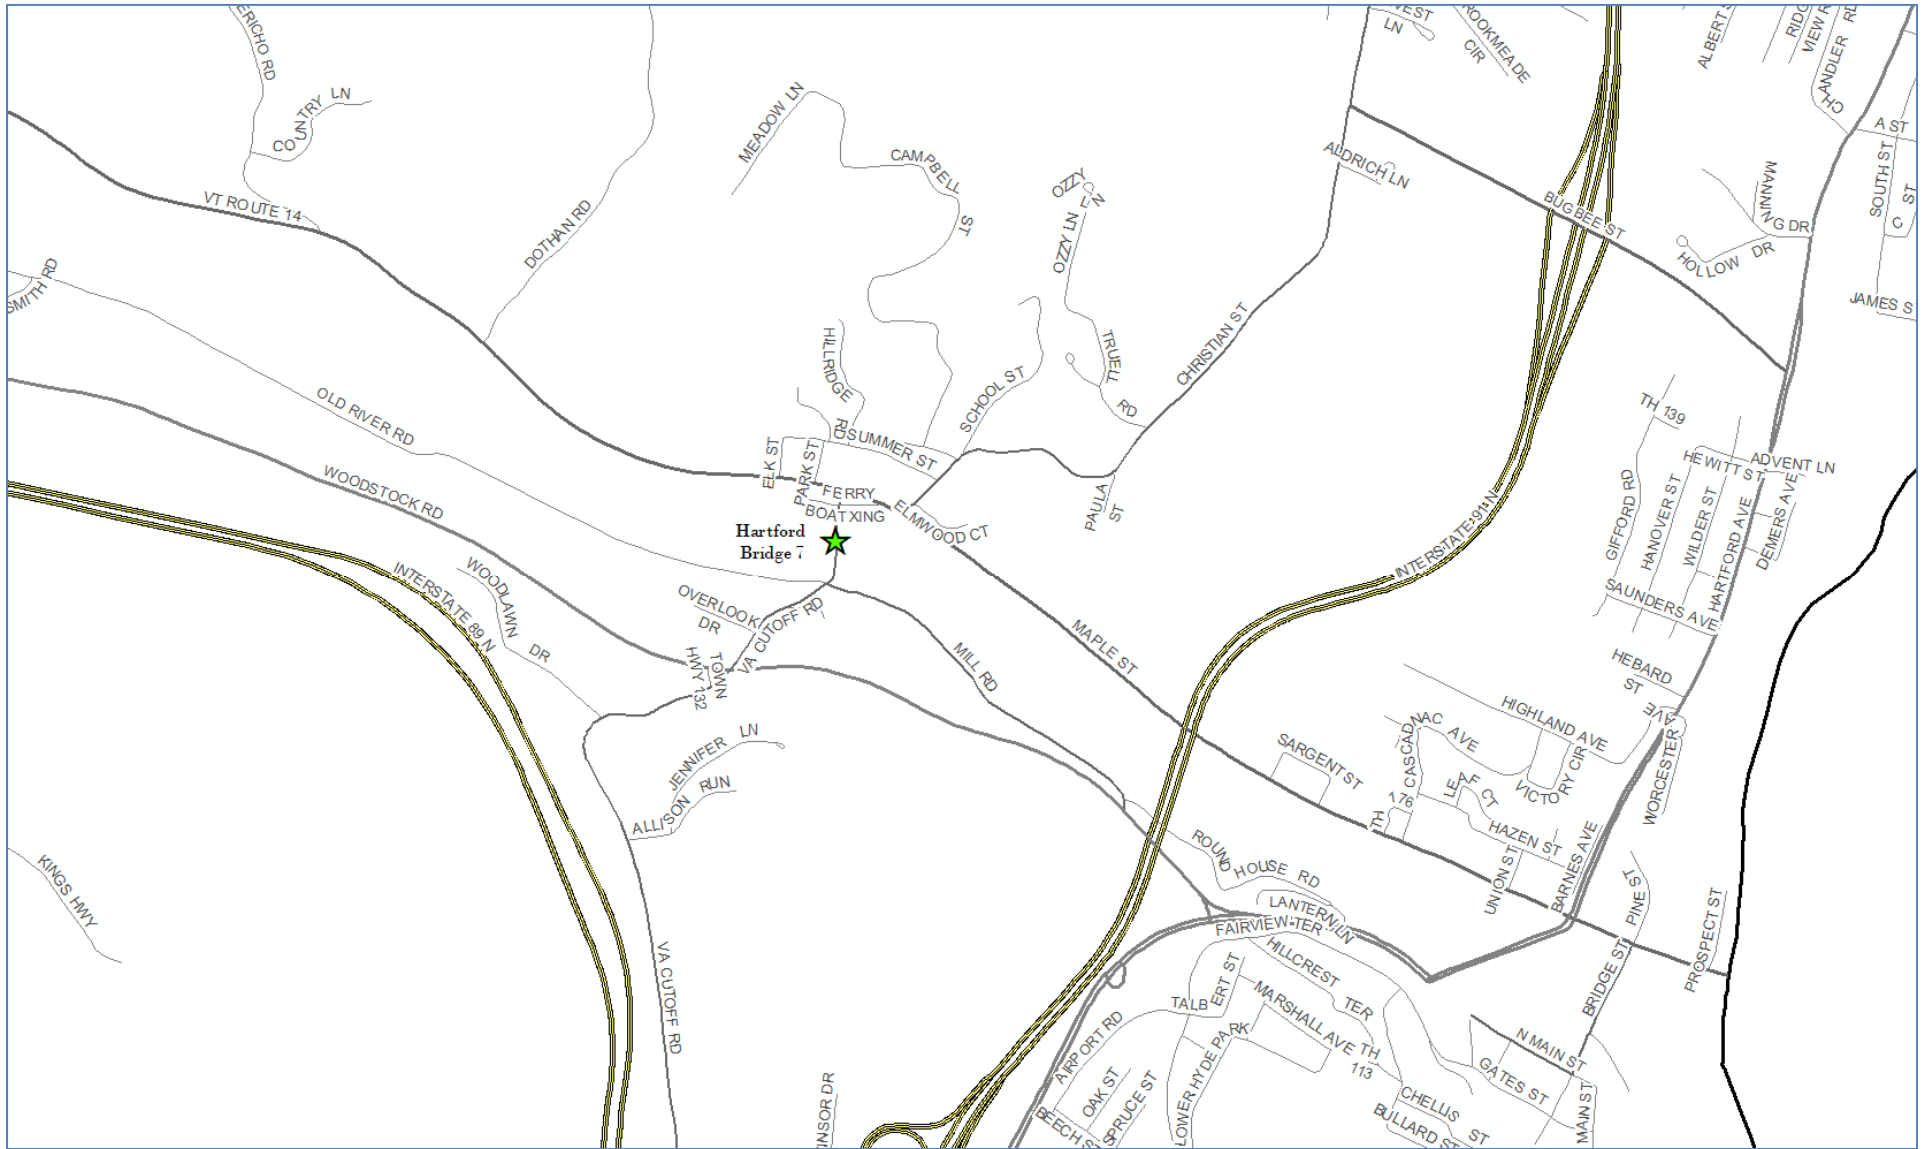 ERICHO RD
COUNTRY LN
MEADOW LN
CAMPBELL ST
OZZY LN
OZZY LN
WEST LN
ROOKMEADE CIR
ALBERT
RIDG
VIEW R
CHANDLER RD
A ST
SOUTH ST
C ST
MANNING DR
HOLLOW DR
JAMES S
ALDRICH LN
BUGBEE ST
VT ROUTE 14
DOTHAN RD
SMITH RD
OLD RIVER RD
WOODSTOCK RD
HILLRIDGE RD
SCHOOL ST
TRUELL RD
CHRISTIAN ST
SUMMER ST
ELK ST
PARK ST
FERRY BOAT XING
ELMWOOD CT
PAULA ST
Hartford
Bridge 7
INTERSTATE 91 N
TH 139
HEWITT ST
ADVENT LN
GIFFORD RD
HANOVER ST
WILDER ST
HARTFORD AVE
DEMERS AVE
SAUNDERS AVE
INTERSTATE 89 N
WOODLAWN DR
OVERLOOK DR
VA CUTOFF RD
TOWN HWY 132
MILL RD
MAPLE ST
HEBARD ST
HIGHLAND AVE
WORCESTER AVE
JENNIFER LN
ALLISON RUN
SARGENT ST
CASCADNAC AVE
LEAF CT
VICTORY CIR
TH 176
HAZEN ST
UNION ST
BARNES AVE
KINGS HWY
ROUNDHOUSE RD
LANTERN LN
FAIRVIEW TER
HILLCREST TER
PINE ST
BRIDGE ST
PROSPECT ST
VA CUTOFF RD
TALBERT ST
MARSHALL AVE
TH 113
AIRPORT RD
LOWER HYDE PARK
N MAIN ST
GATES ST
MAIN ST
INSOR DR
OAK ST
SPRUCE ST
BEECH ST
CHELLIS ST
BULLARD ST